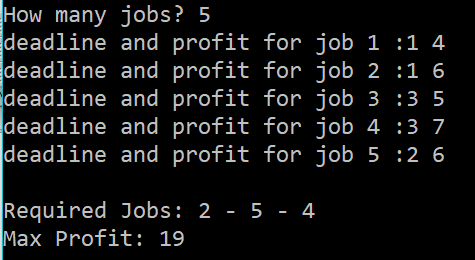 How many jobs? 5
deadline and profit for job 1 :1 4
deadline and profit for job 2 :1 6
deadline and profit for job 3 :3 5
deadline and profit for job 4 :3 7
deadline and profit for job 5 :2 6
Required Jobs: 2 - 5 - 4
Max Profit: 19